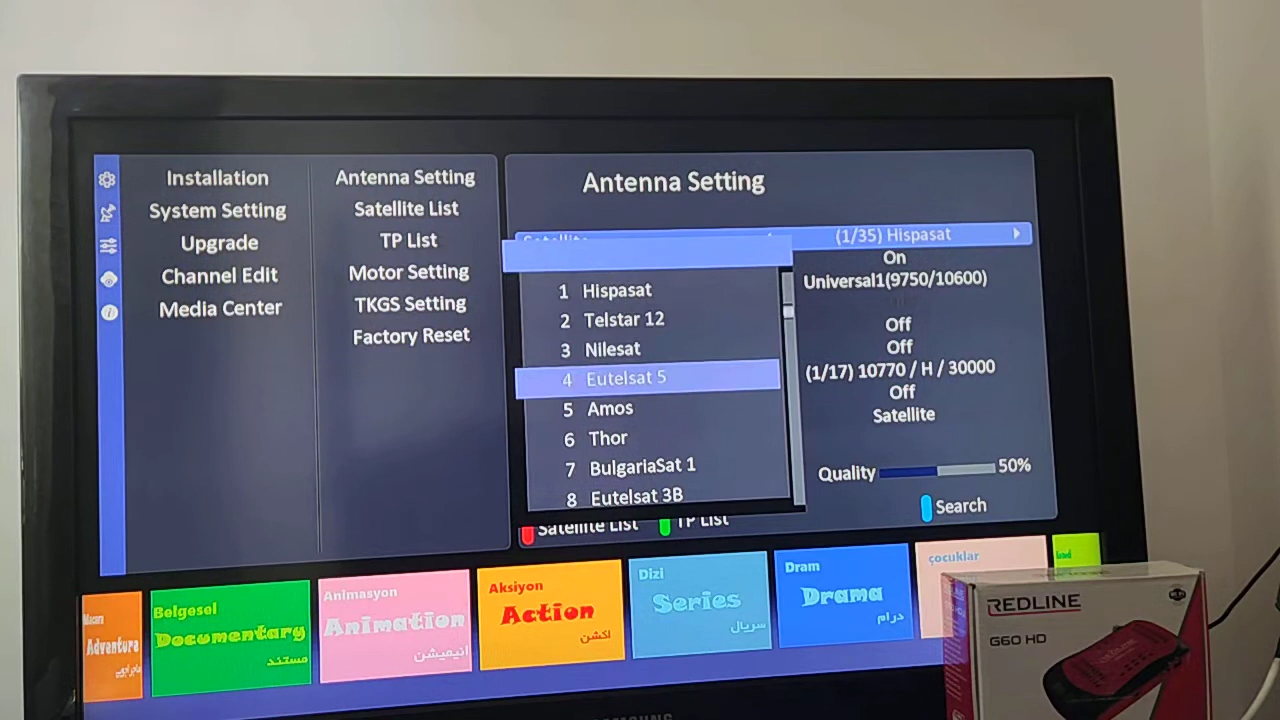 Installation
System Setting
Upgrade
Channel Edit
Media Center
Antenna Setting
Satellite List
TP List
Motor Setting
TKGS Setting
Factory Reset
Antenna Setting
Satellite
(1/35) Hispasat
On
Universal1(9750/10600)
Off
Off
(1/17) 10770 / H / 30000
Off
Satellite
1 Hispasat
2 Telstar 12
3 Nilesat
4 Eutelsat 5
5 Amos
6 Thor
7 BulgariaSat 1
8 Eutelsat 3B
Quality 50%
Satellite List
TP List
Search
Macera
Adventure
Belgesel
Documentary
مستند
Animasyon
Animation
انیمیشن
Aksiyon
Action
اکشن
Dizi
Series
سریال
Dram
Drama
درام
çocuklar
REDLINE
G60 HD
SAMSUNG